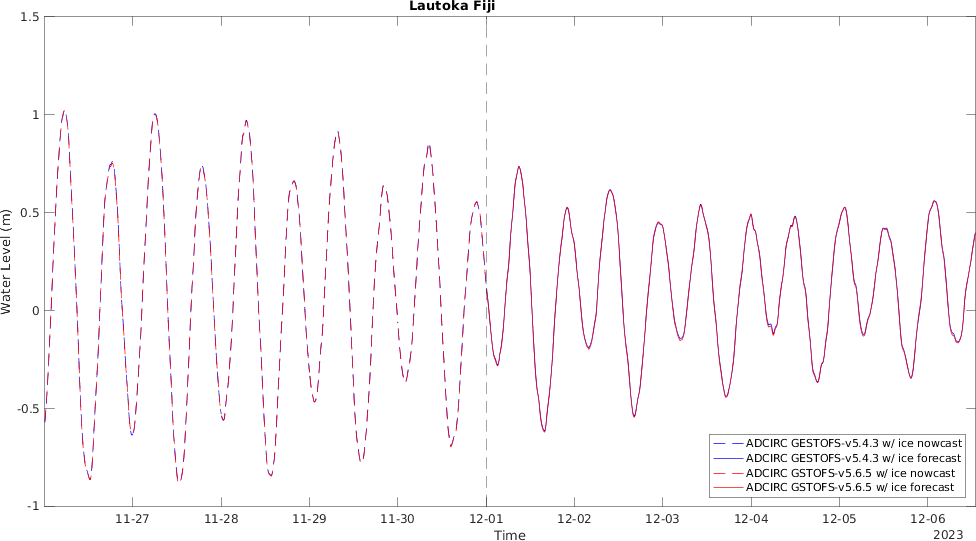 Lautoka Fiji
1.5
1
0.5
0
-0.5
-1
Water Level (m)
11-27 11-28 11-29 11-30 12-01 12-02 12-03 12-04 12-05 12-06
Time
2023
ADCIRC GESTOFS-v5.4.3 w/ ice nowcast
ADCIRC GESTOFS-v5.4.3 w/ ice forecast
ADCIRC GSTOFS-v5.6.5 w/ ice nowcast
ADCIRC GSTOFS-v5.6.5 w/ ice forecast